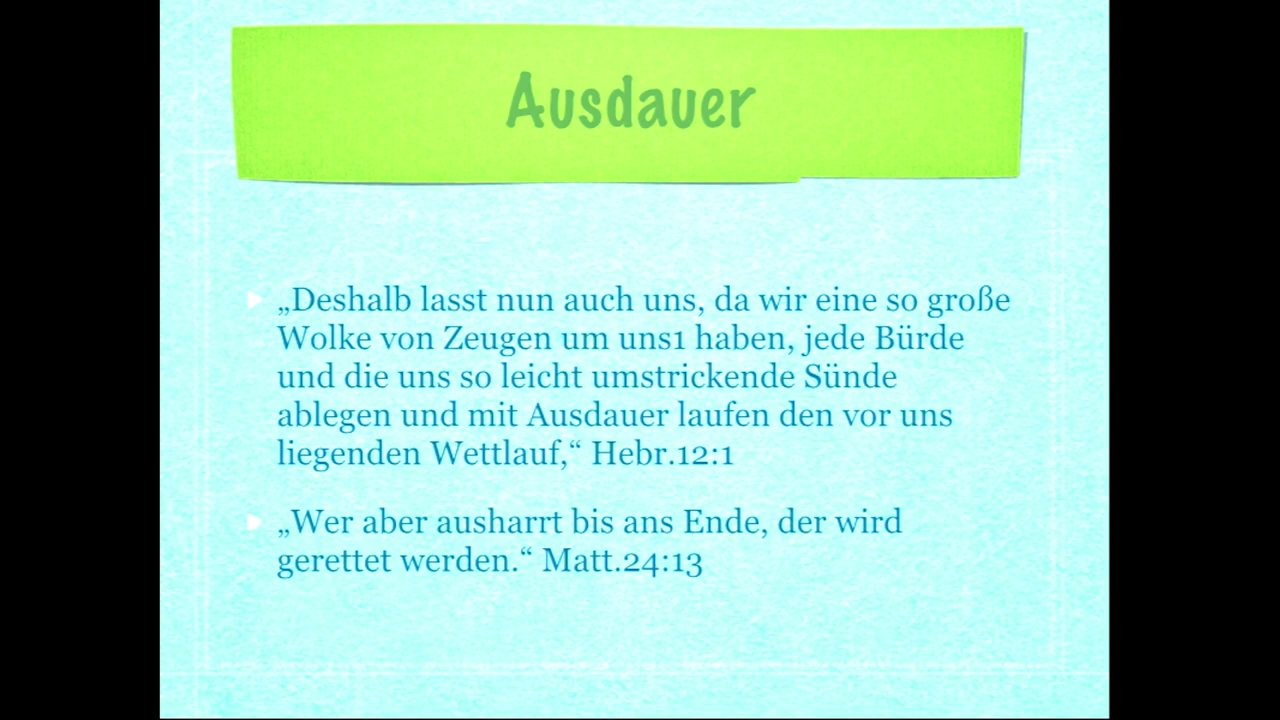 Ausdauer
„Deshalb lasst nun auch uns, da wir eine so große
Wolke von Zeugen um uns1 haben, jede Bürde
und die uns so leicht umstrickende Sünde
ablegen und mit Ausdauer laufen den vor uns
liegenden Wettlauf,“ Hebr.12:1
„Wer aber ausharrt bis ans Ende, der wird
gerettet werden.“ Matt.24:13